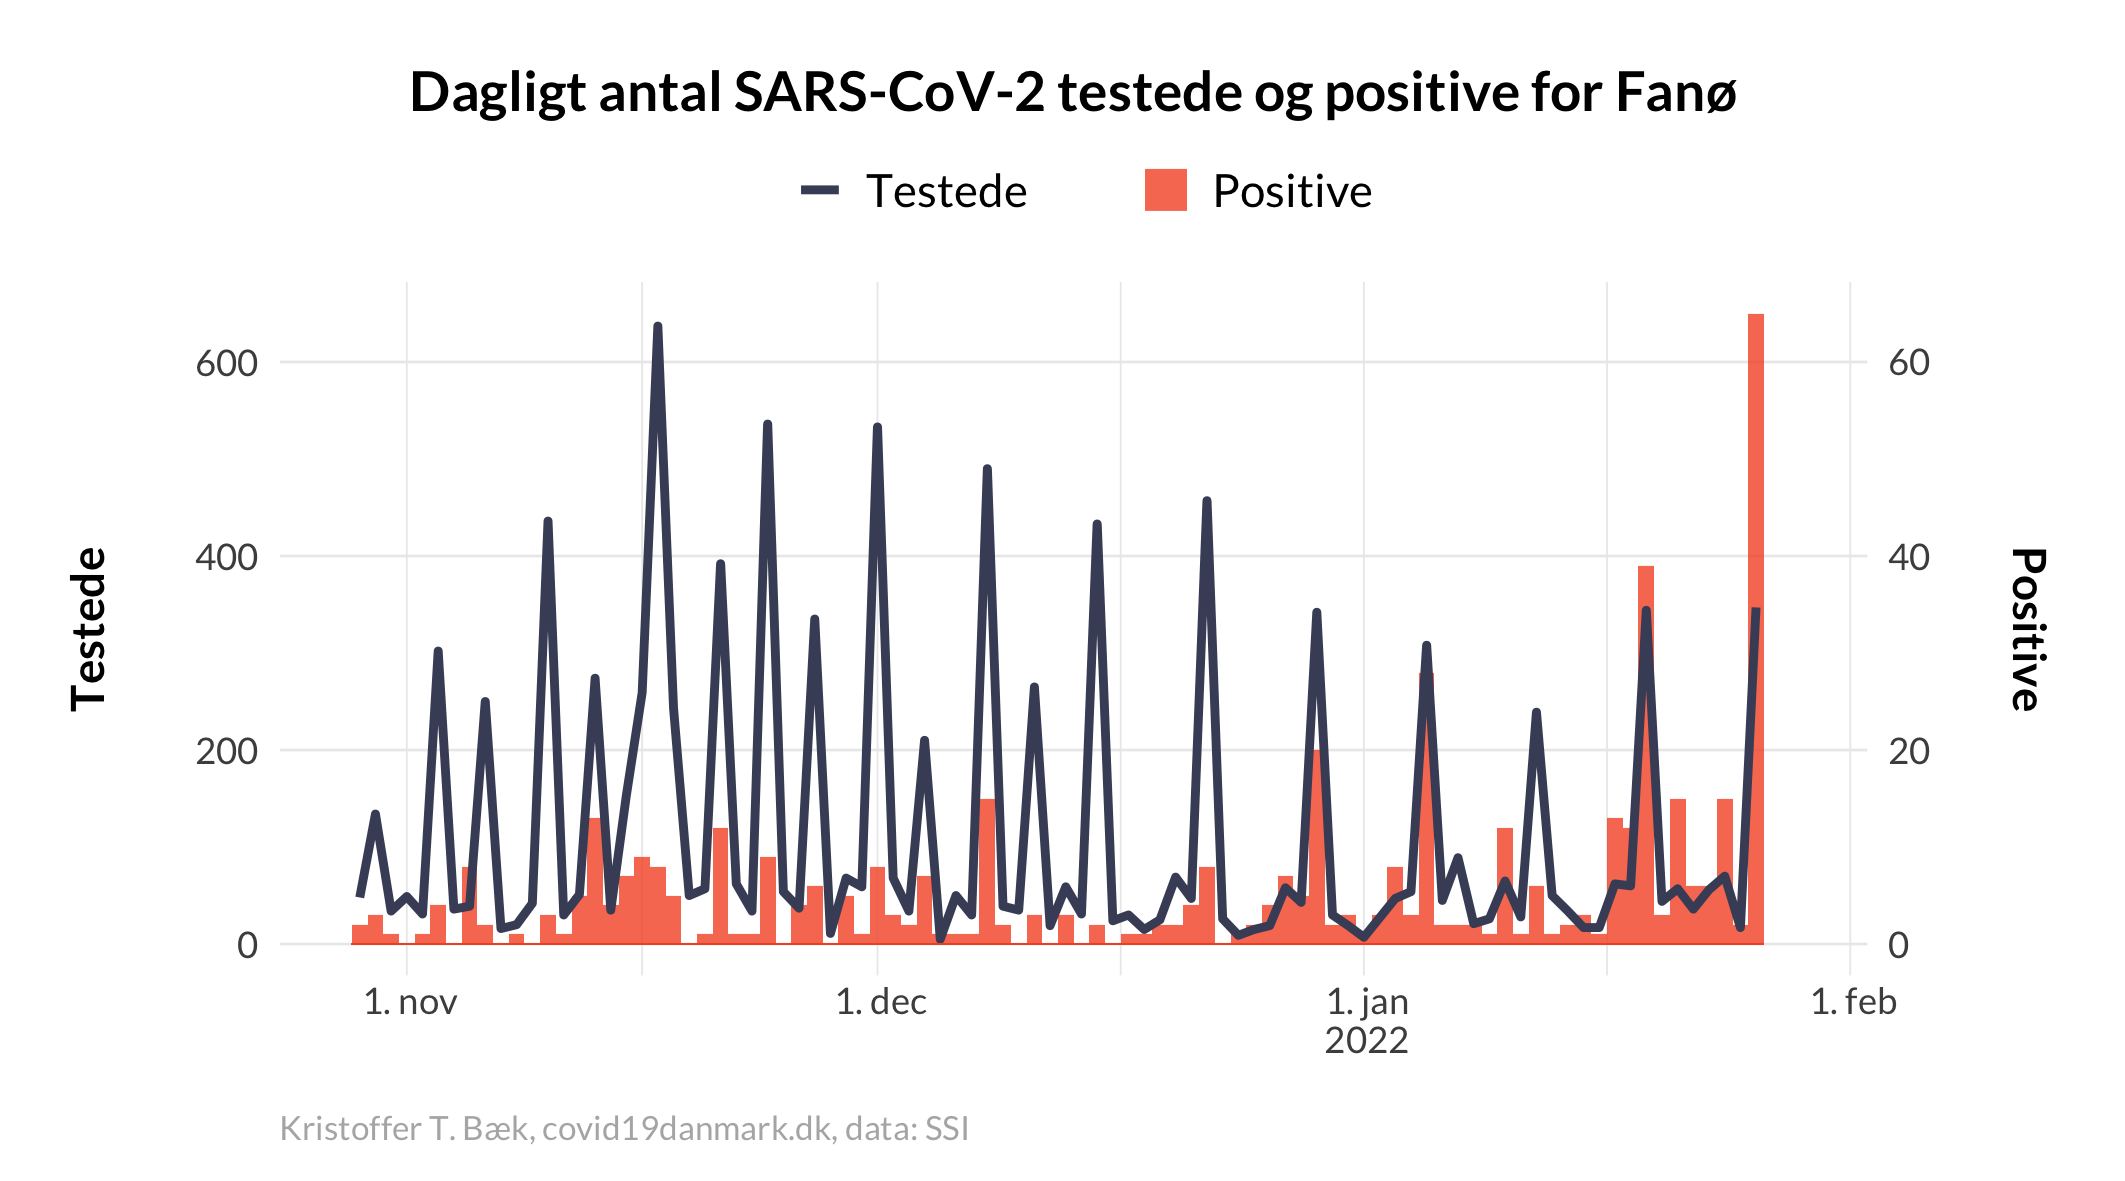 Dagligt antal SARS-CoV-2 testede og positive for Fanø
Testede
Positive
600
400
200
0
60
40
20
0
Testede
Positive
1. nov
1. dec
1. jan
2022
1. feb
Kristoffer T. Bæk, covid19danmark.dk, data: SSI